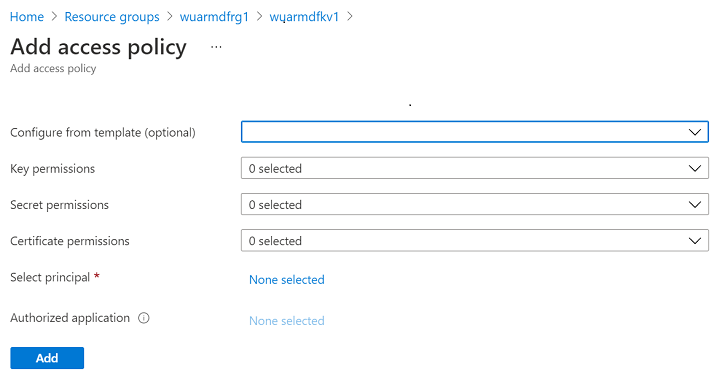 Home > Resource groups > wuarmdfrg1 > wuarmdfkv1 >
Add access policy ...
Add access policy
Configure from template (optional)
Key permissions 0 selected
Secret permissions 0 selected
Certificate permissions 0 selected
Select principal * None selected
Authorized application None selected
Add